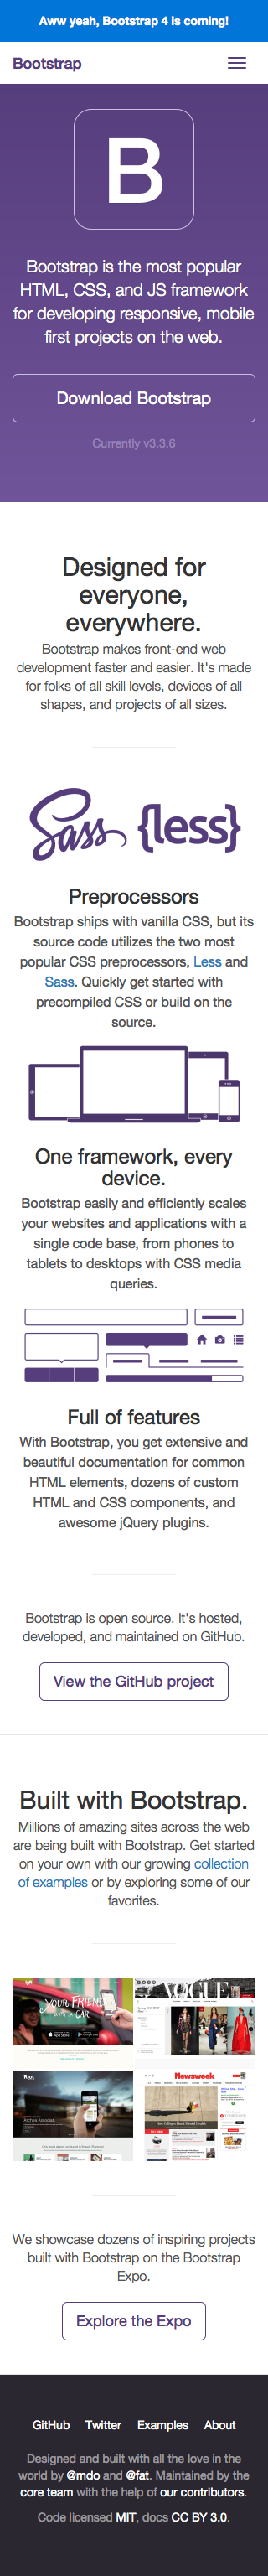 Aww yeah, Bootstrap 4 is coming!
Bootstrap
B
Bootstrap is the most popular
HTML, CSS, and JS framework
for developing responsive, mobile
first projects on the web.
Download Bootstrap
Currently v3.3.6
Designed for
everyone,
everywhere.
Bootstrap makes front-end web
development faster and easier. It's made
for folks of all skill levels, devices of all
shapes, and projects of all sizes.
Sass {less}
Preprocessors
Bootstrap ships with vanilla CSS, but its
source code utilizes the two most
popular CSS preprocessors, Less and
Sass. Quickly get started with
precompiled CSS or build on the
source.
One framework, every
device.
Bootstrap easily and efficiently scales
your websites and applications with a
single code base, from phones to
tablets to desktops with CSS media
queries.
Full of features
With Bootstrap, you get extensive and
beautiful documentation for common
HTML elements, dozens of custom
HTML and CSS components, and
awesome jQuery plugins.
Bootstrap is open source. It's hosted,
developed, and maintained on GitHub.
View the GitHub project
Built with Bootstrap.
Millions of amazing sites across the web
are being built with Bootstrap. Get started
on your own with our growing collection
of examples or by exploring some of our
favorites.
YOUR FRIEND
VOGUE
Newsweek
We showcase dozens of inspiring projects
built with Bootstrap on the Bootstrap
Expo.
Explore the Expo
GitHub Twitter Examples About
Designed and built with all the love in the
world by @mdo and @fat. Maintained by the
core team with the help of our contributors.
Code licensed MIT, docs CC BY 3.0.